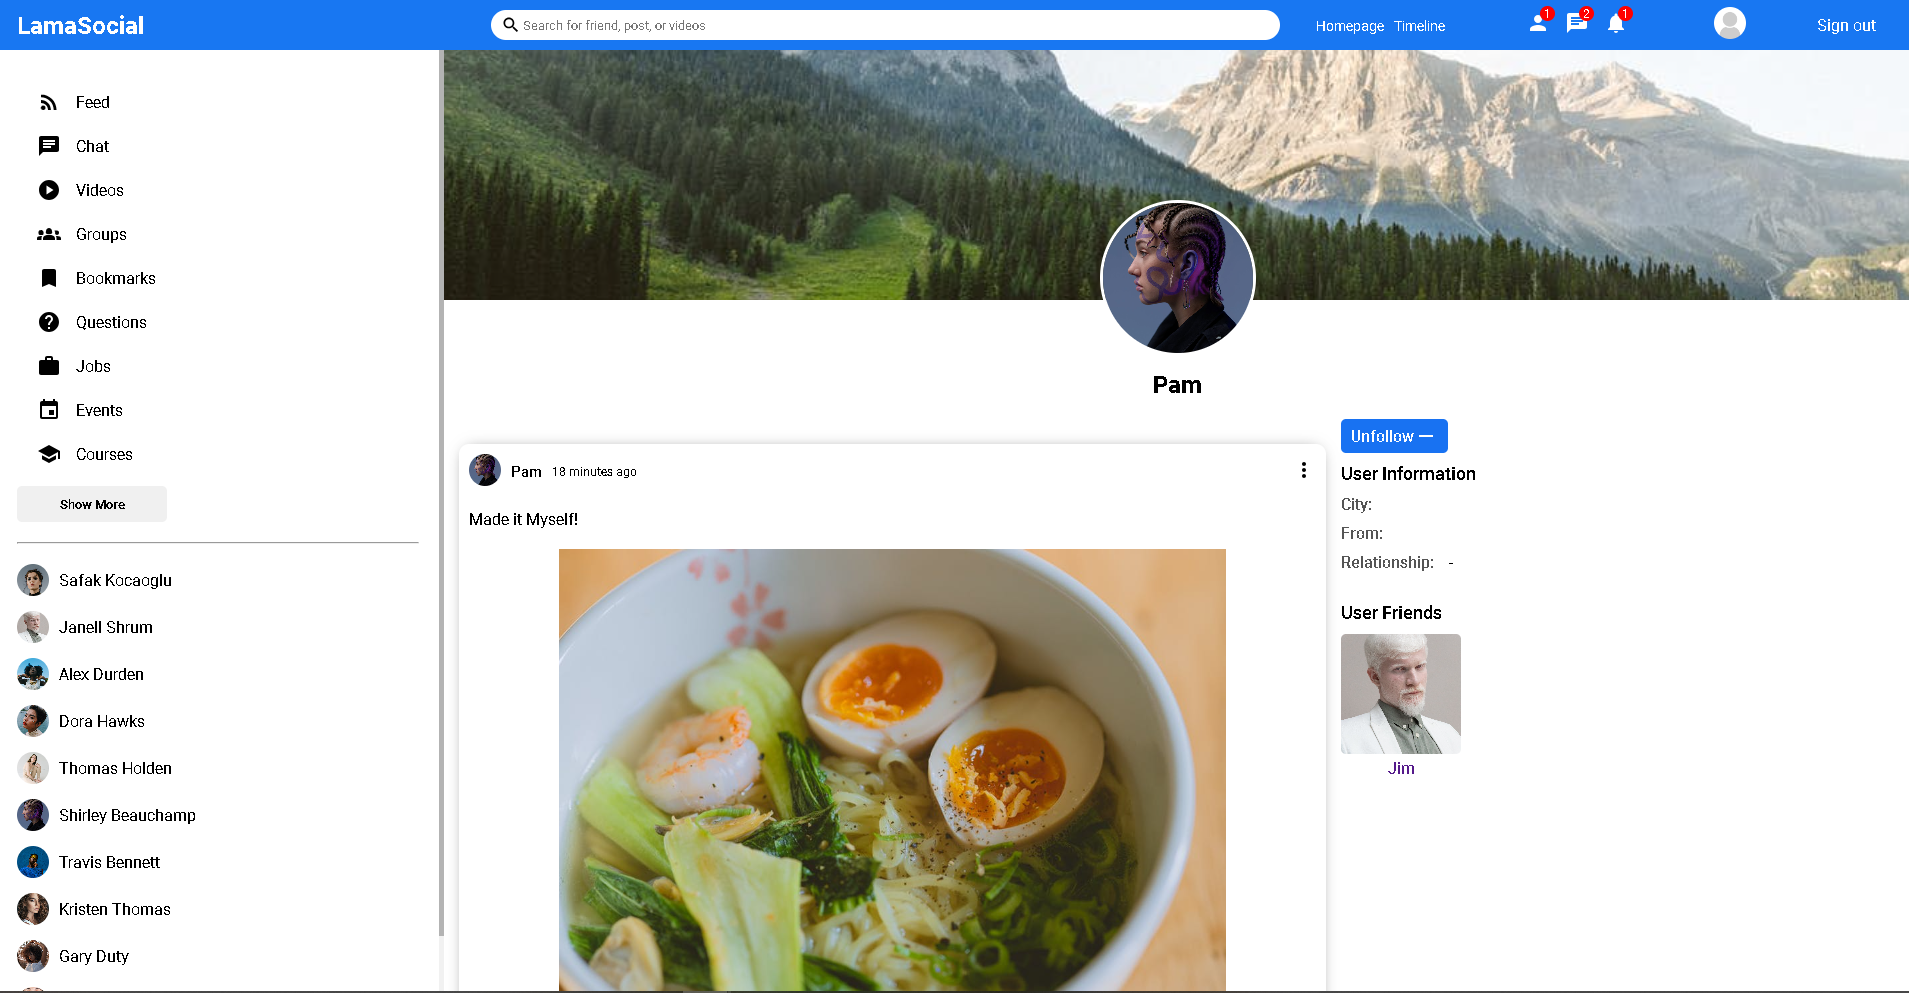 LamaSocial
Search for friend, post, or videos
Homepage Timeline
1
2
1
Sign out
Feed
Chat
Videos
Groups
Bookmarks
Questions
Jobs
Events
Courses
Show More
Safak Kocaoglu
Janell Shrum
Alex Durden
Dora Hawks
Thomas Holden
Shirley Beauchamp
Travis Bennett
Kristen Thomas
Gary Duty
Pam
Pam 18 minutes ago
Made it Myself!
Unfollow
User Information
City:
From:
Relationship: -
User Friends
Jim